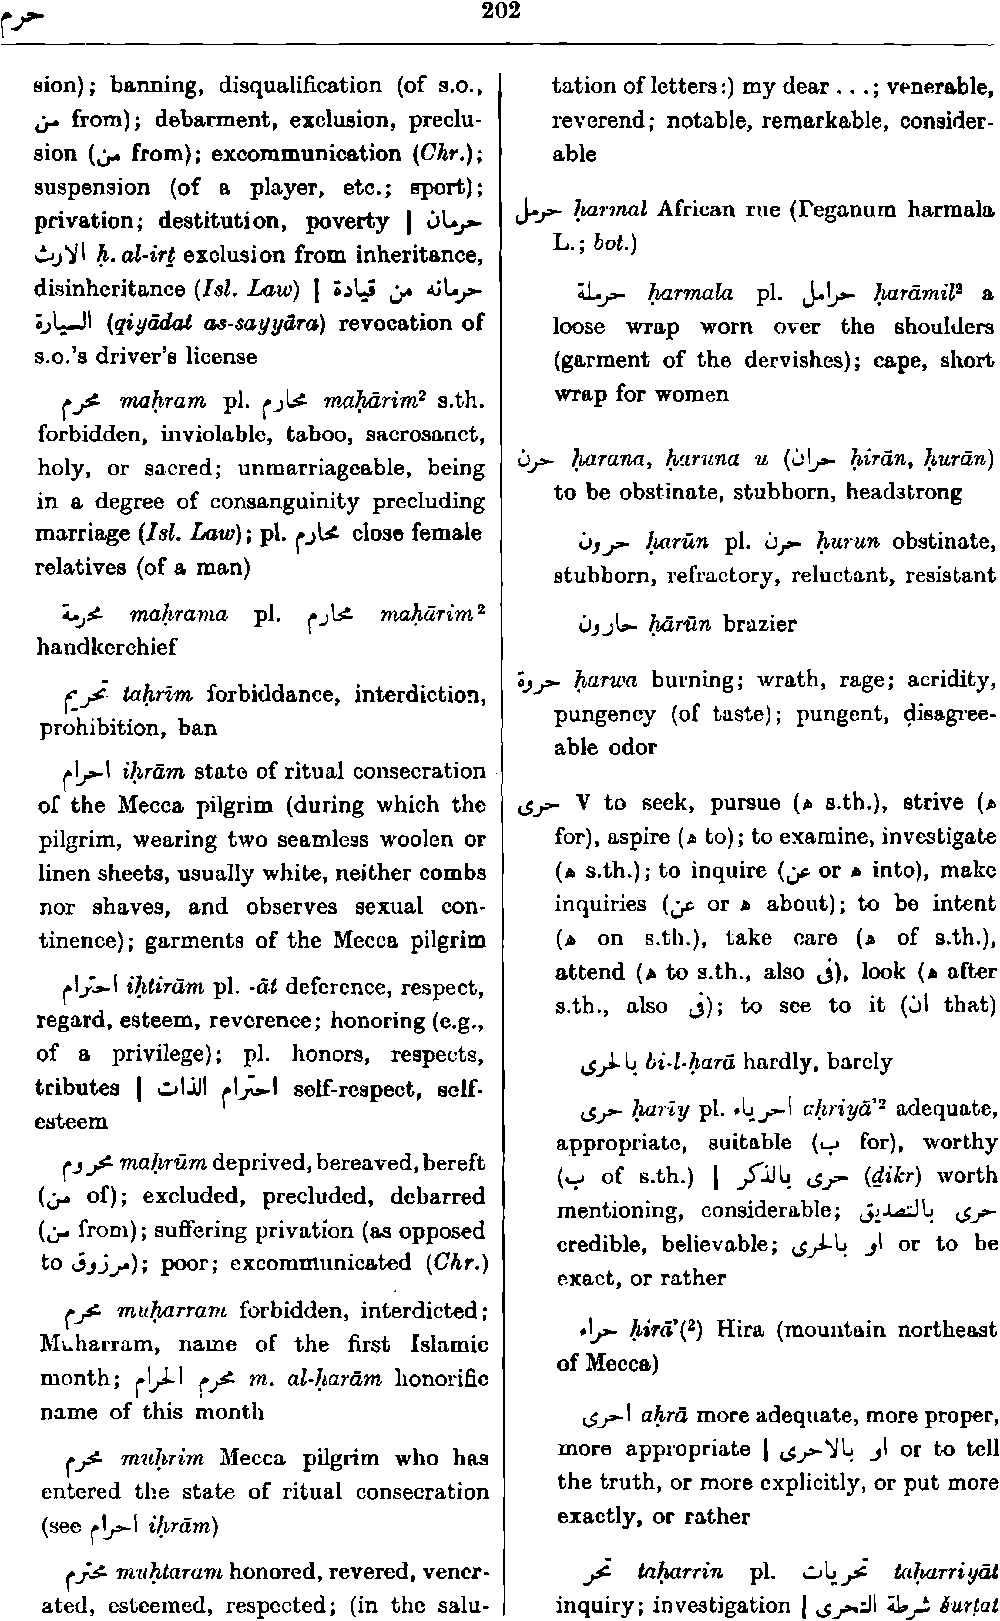 حرم
202
sion); banning, disqualification (of s.o.,
من from); debarment, exclusion, preclu-
sion (من from); excommunication (Chr.);
suspension (of a player, etc.; sport);
privation; destitution, poverty | حرمان
الارث ḥ. al-irṯ exclusion from inheritance,
disinheritance (Isl. Law) | حرمانه من قيادة
السيارة (qiyādat as-sayyāra) revocation of
s.o.'s driver's license
محرم maḥram pl. محارم maḥārim² s.th.
forbidden, inviolable, taboo, sacrosanct,
holy, or sacred; unmarriageable, being
in a degree of consanguinity precluding
marriage (Isl. Law); pl. محارم close female
relatives (of a man)
محرمة maḥrama pl. محارم maḥārim²
handkerchief
تحريم taḥrīm forbiddance, interdiction,
prohibition, ban
احرام iḥrām state of ritual consecration
of the Mecca pilgrim (during which the
pilgrim, wearing two seamless woolen or
linen sheets, usually white, neither combs
nor shaves, and observes sexual con-
tinence); garments of the Mecca pilgrim
احترام iḥtirām pl. -āt deference, respect,
regard, esteem, reverence; honoring (e.g.,
of a privilege); pl. honors, respects,
tributes | احترام الذات self-respect, self-
esteem
محروم maḥrūm deprived, bereaved, bereft
(من of); excluded, precluded, debarred
(من from); suffering privation (as opposed
to مرزوق); poor; excommunicated (Chr.)
محرم muḥarram forbidden, interdicted;
Muharram, name of the first Islamic
month; محرم الحرام m. al-ḥarām honorific
name of this month
محرم muḥrim Mecca pilgrim who has
entered the state of ritual consecration
(see احرام iḥrām)
محترم muḥtaram honored, revered, vener-
ated, esteemed, respected; (in the salu-
tation of letters:) my dear . . .; venerable,
reverend; notable, remarkable, consider-
able
حرمل ḥarmal African rue (Peganum harmala
L.; bot.)
حرملة ḥarmala pl. حرامل ḥarāmil² a
loose wrap worn over the shoulders
(garment of the dervishes); cape, short
wrap for women
حرن ḥarana, ḥaruna u (حران ḥirān, ḥurān)
to be obstinate, stubborn, headstrong
حرون ḥarūn pl. حرن ḥurun obstinate,
stubborn, refractory, reluctant, resistant
حارون ḥārūn brazier
حروة ḥarwa burning; wrath, rage; acridity,
pungency (of taste); pungent, disagree-
able odor
حرى V to seek, pursue (ه s.th.), strive (ه
for), aspire (ه to); to examine, investigate
(ه s.th.); to inquire (عن or ه into), make
inquiries (عن or ه about); to be intent
(ه on s.th.), take care (ه of s.th.),
attend (ه to s.th., also فى), look (ه after
s.th., also فى); to see to it (ان that)
بالحرى bi-l-ḥarā hardly, barely
حرى ḥarīy pl. احرياء aḥriyā'² adequate,
appropriate, suitable (ب for), worthy
(ب of s.th.) | حرى بالذكر (ḏikr) worth
mentioning, considerable; حرى بالتصديق
credible, believable; او بالحرى or to be
exact, or rather
حراء ḥirā'(²) Hira (mountain northeast
of Mecca)
احرى aḥrā more adequate, more proper,
more appropriate | او بالاحرى or to tell
the truth, or more explicitly, or put more
exactly, or rather
تحر taḥarrin pl. تحريات taḥarriyāt
inquiry; investigation | شرطة التحرى šurṭat